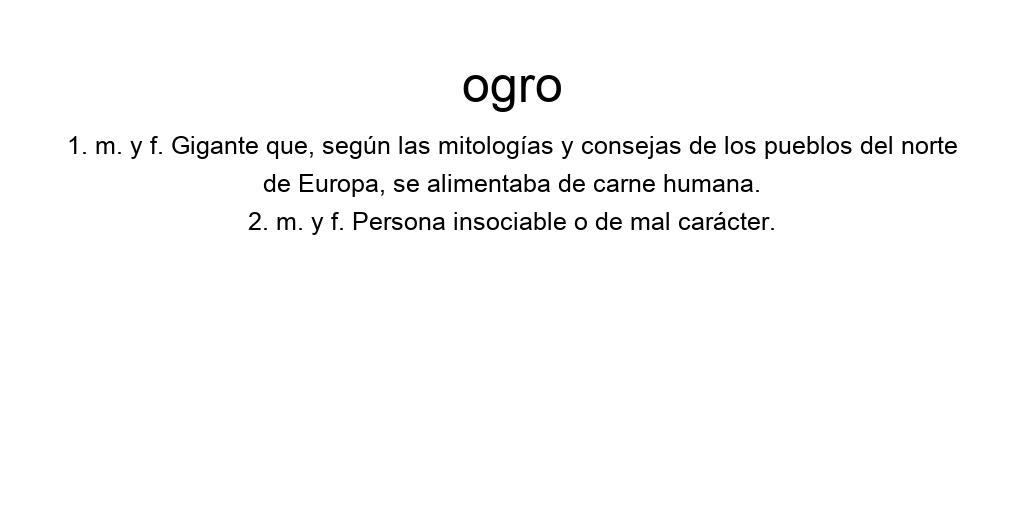 ogro
1. m. y f. Gigante que, según las mitologías y consejas de los pueblos del norte
de Europa, se alimentaba de carne humana.
2. m. y f. Persona insociable o de mal carácter.